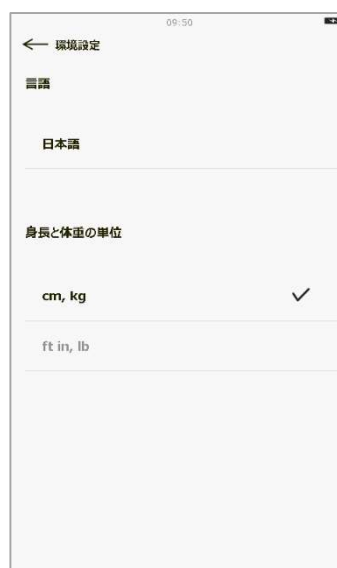 09:50
環境設定
言語
日本語
身長と体重の単位
cm, kg
ft in, lb